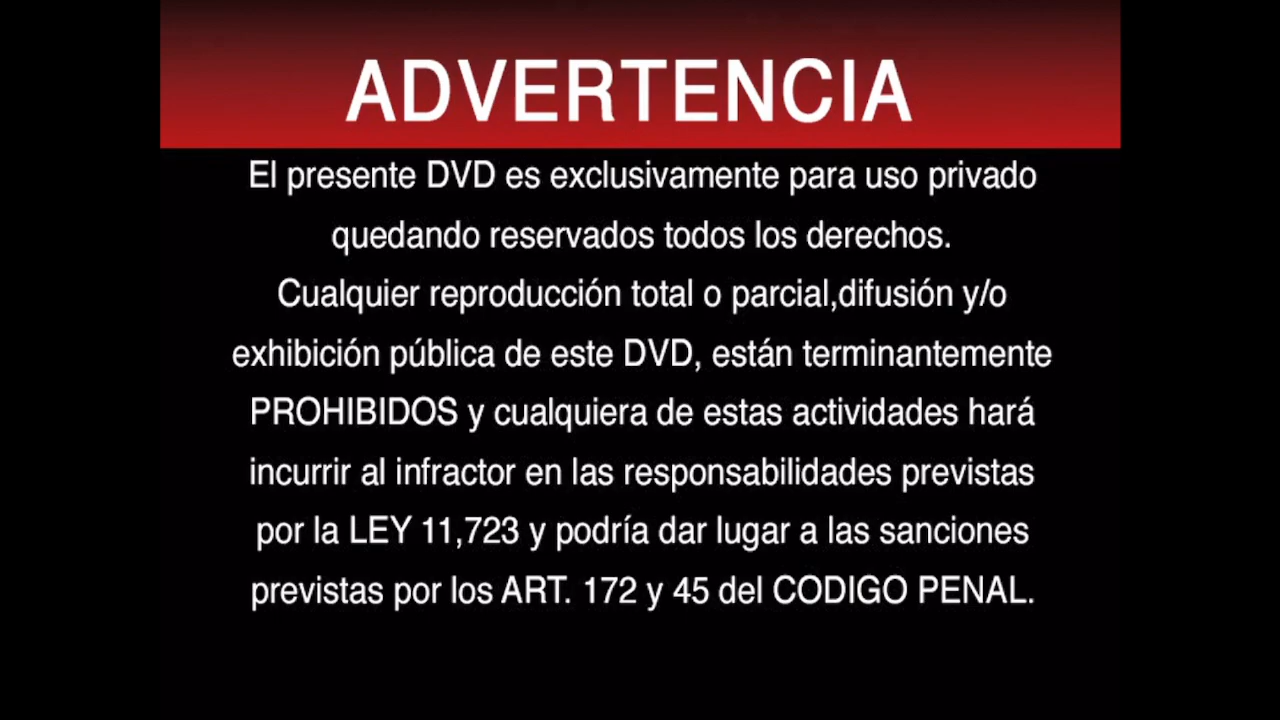 ADVERTENCIA
El presente DVD es exclusivamente para uso privado
quedando reservados todos los derechos.
Cualquier reproducción total o parcial,difusión y/o
exhibición pública de este DVD, están terminantemente
PROHIBIDOS y cualquiera de estas actividades hará
incurrir al infractor en las responsabilidades previstas
por la LEY 11,723 y podría dar lugar a las sanciones
previstas por los ART. 172 y 45 del CODIGO PENAL.